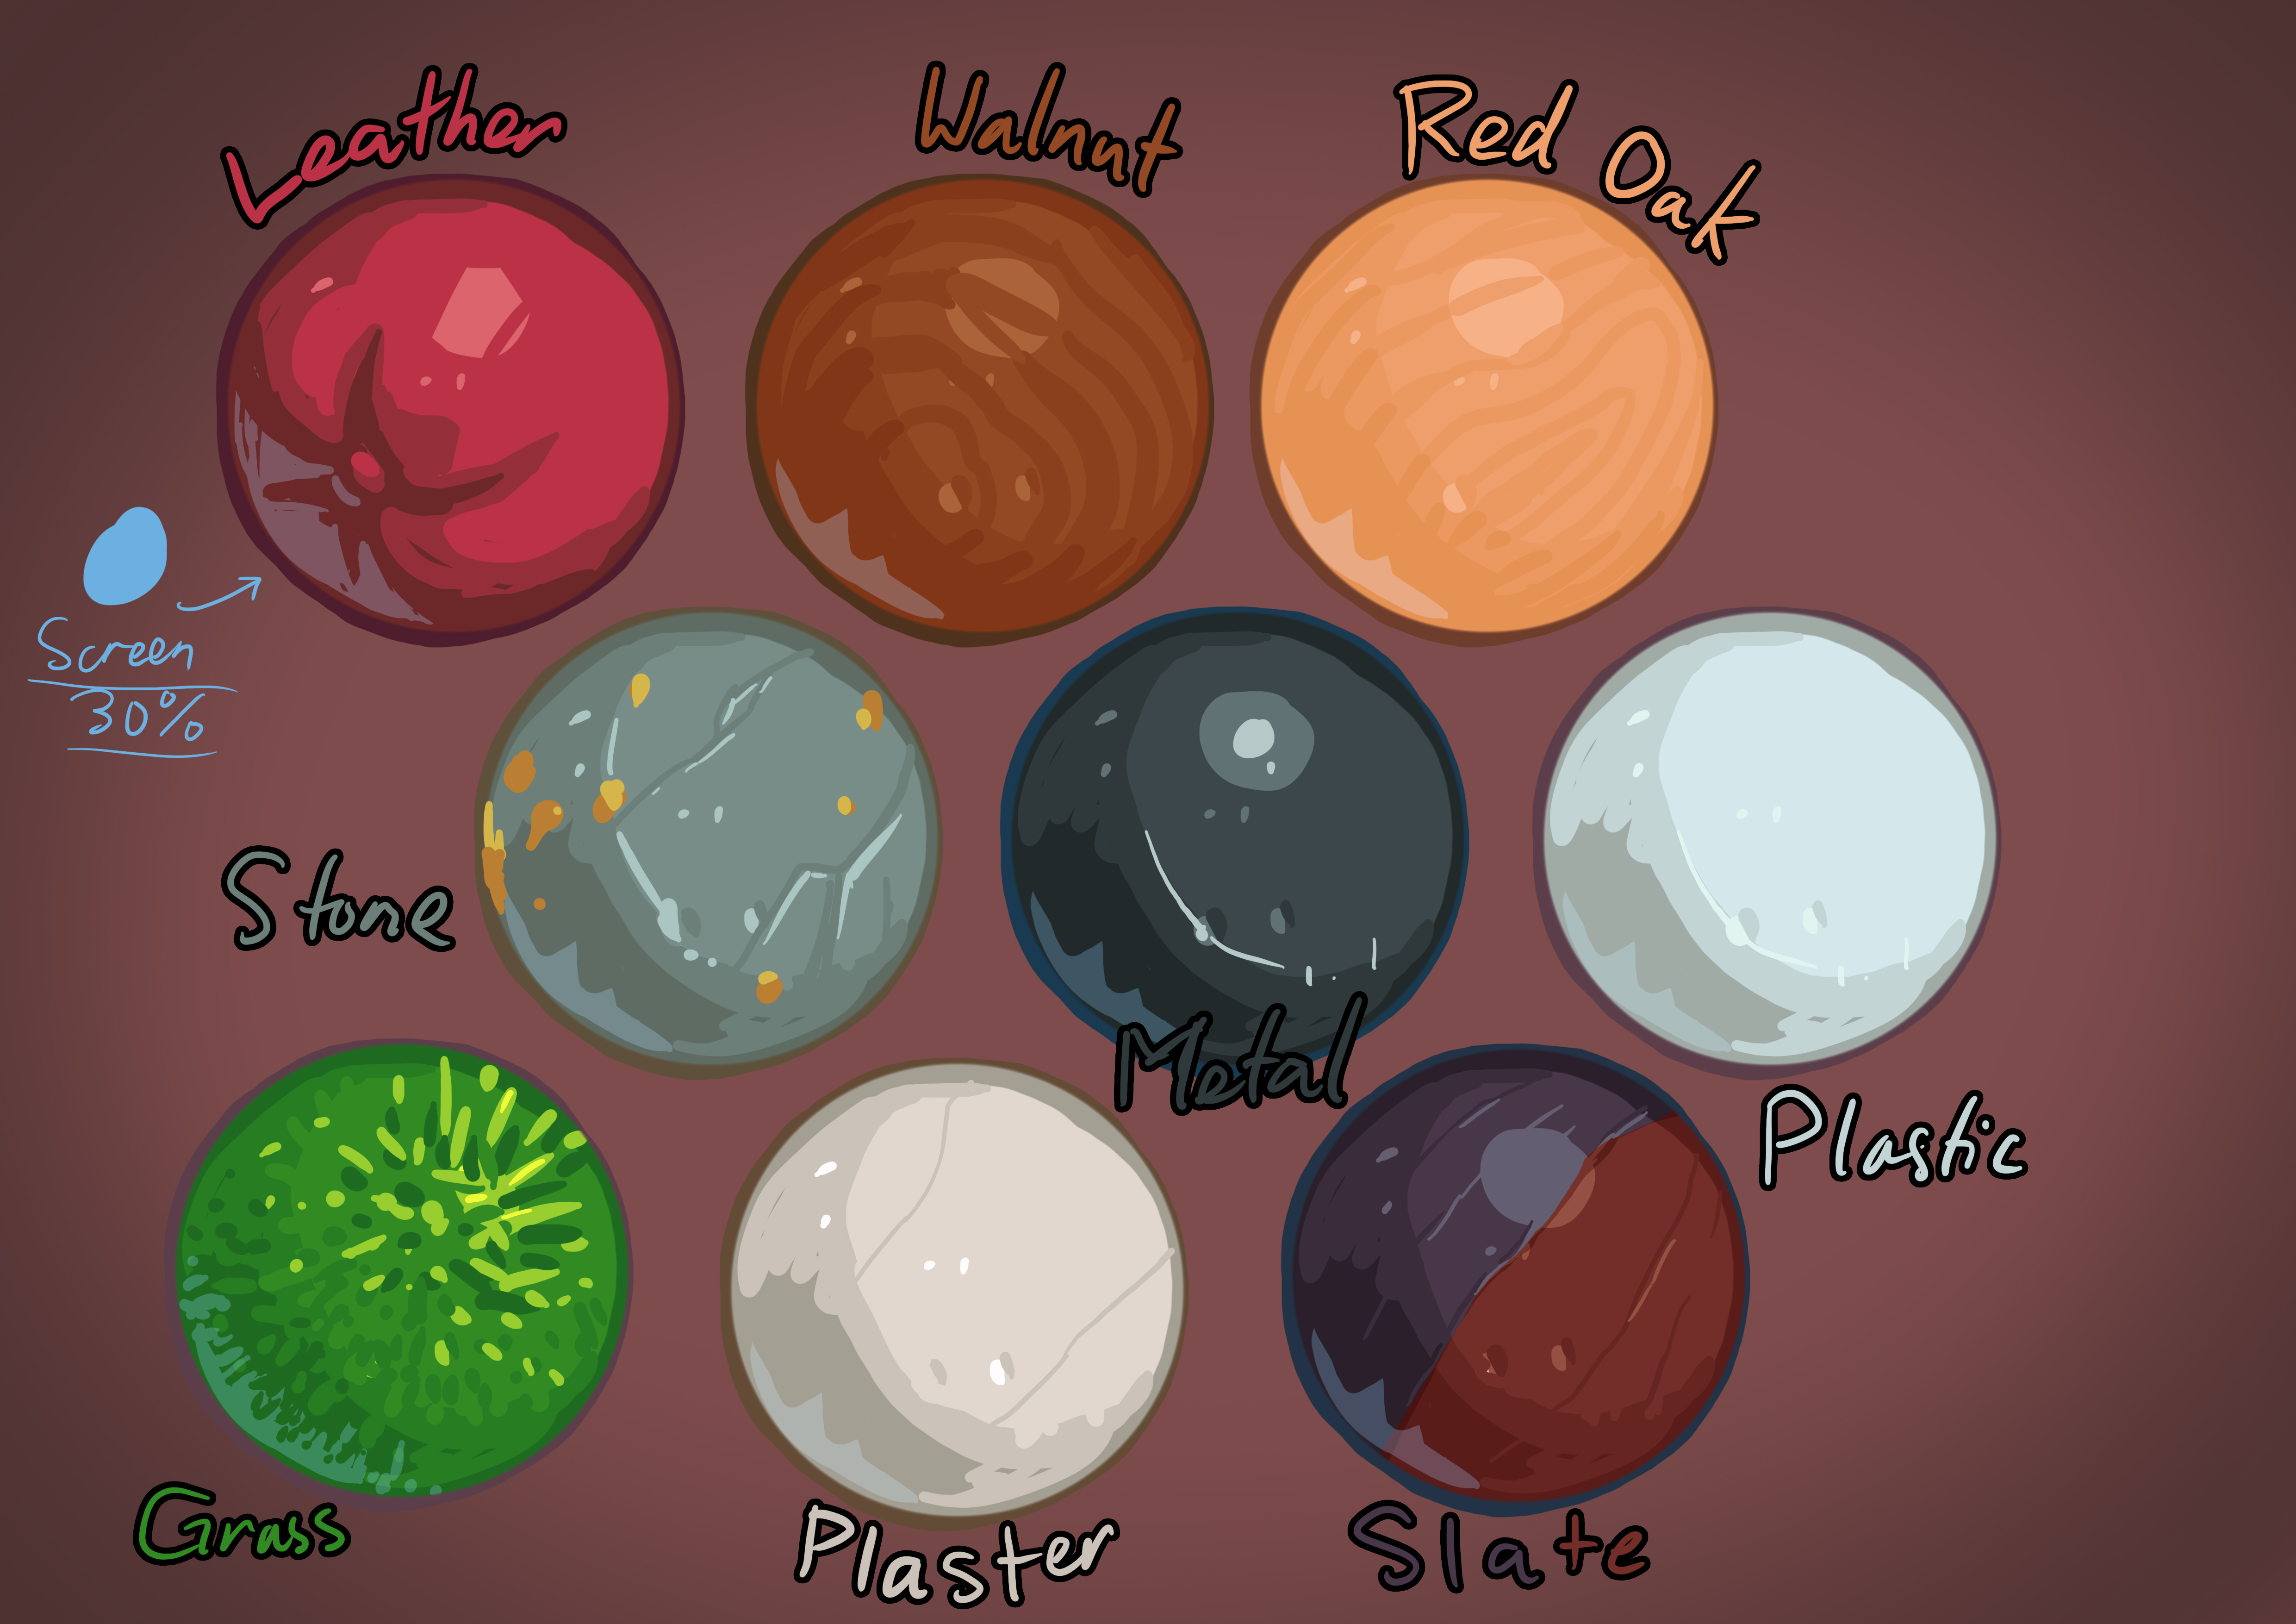 Leather
Walnut
Red Oak
Screen
30%
Stone
Metal
Plastic
Grass
Plaster
Slate